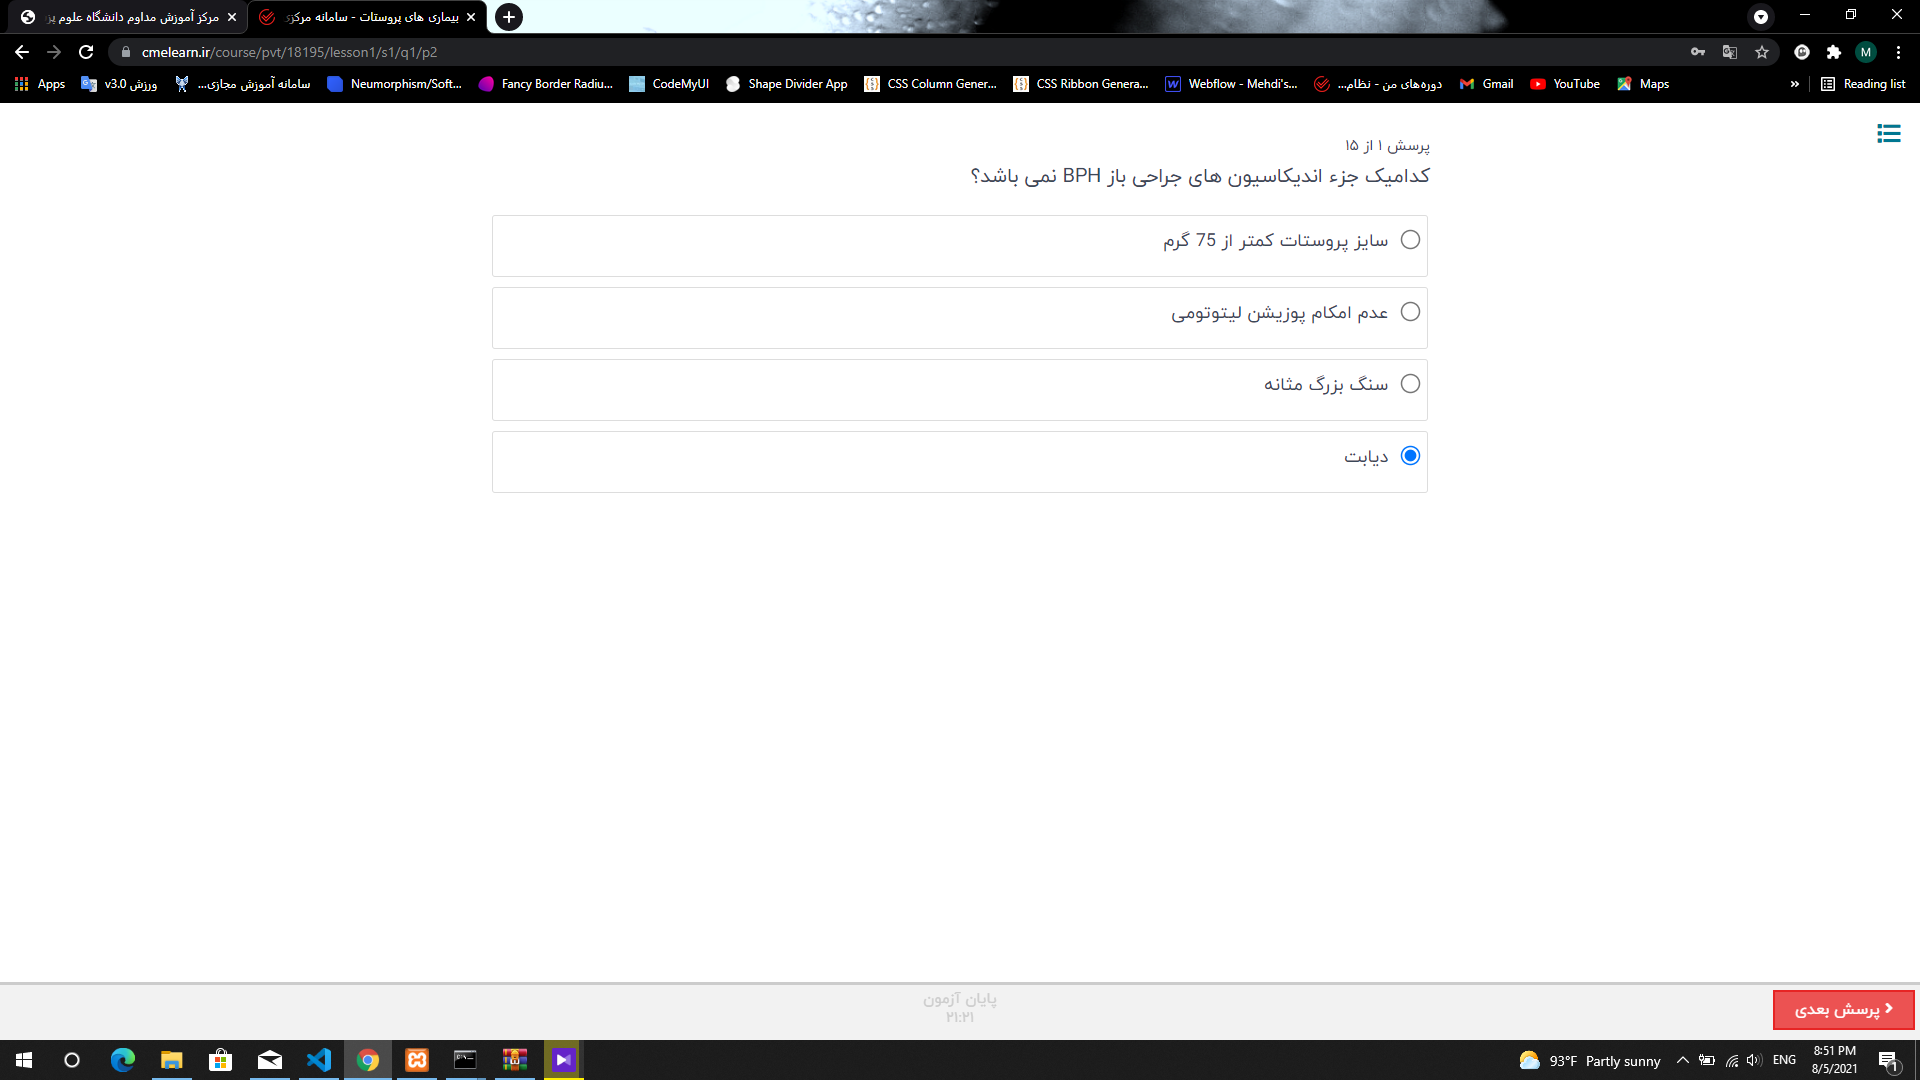 مرکز آموزش مداوم دانشگاه علوم پز
بیماری های پروستات - سامانه مرکزی
cmelearn.ir/course/pvt/18195/lesson1/s1/q1/p2
M
Apps
ورزش v3.0
سامانه آموزش مجازی...
Neumorphism/Soft...
Fancy Border Radiu...
CodeMyUI
Shape Divider App
CSS Column Gener...
CSS Ribbon Genera...
Webflow - Mehdi's...
دوره‌های من - نظام...
Gmail
YouTube
Maps
»
Reading list
پرسش ۱ از ۱۵
کدامیک جزء اندیکاسیون های جراحی باز BPH نمی باشد؟
سایز پروستات کمتر از 75 گرم
عدم امکام پوزیشن لیتوتومی
سنگ بزرگ مثانه
دیابت
پایان آزمون
۲۱:۲۱
پرسش بعدی
93°F Partly sunny
ENG
8:51 PM
8/5/2021
1